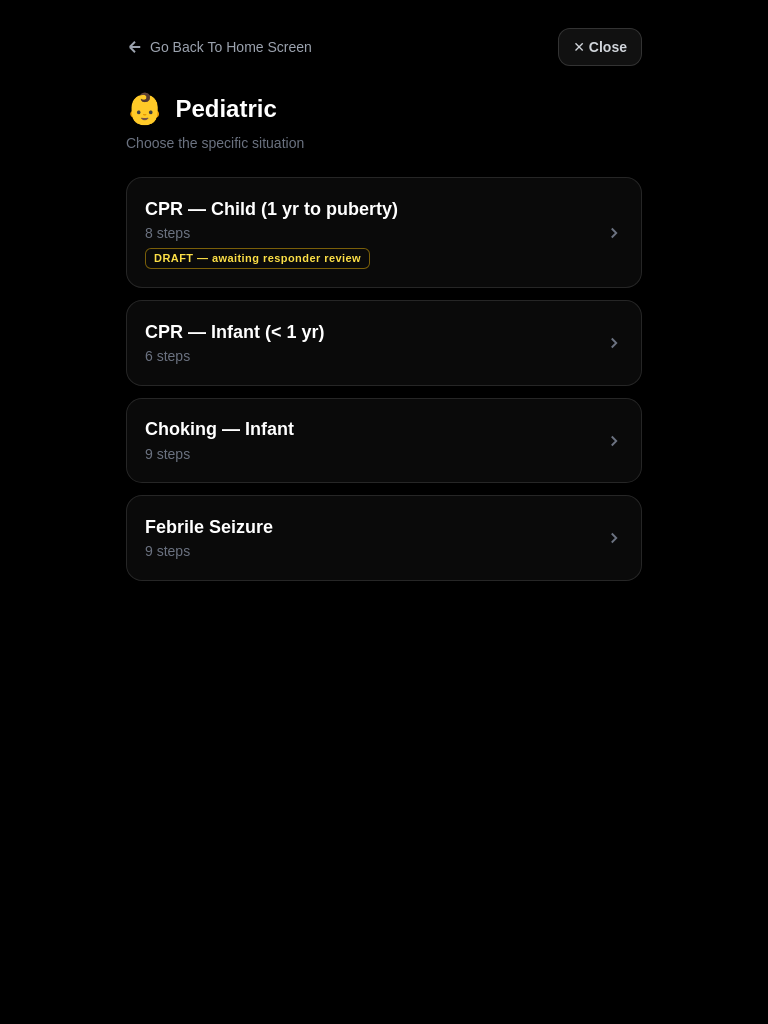 Go Back To Home Screen
✕ Close
Pediatric
Choose the specific situation
CPR — Child (1 yr to puberty)
8 steps
DRAFT — awaiting responder review
CPR — Infant (< 1 yr)
6 steps
Choking — Infant
9 steps
Febrile Seizure
9 steps